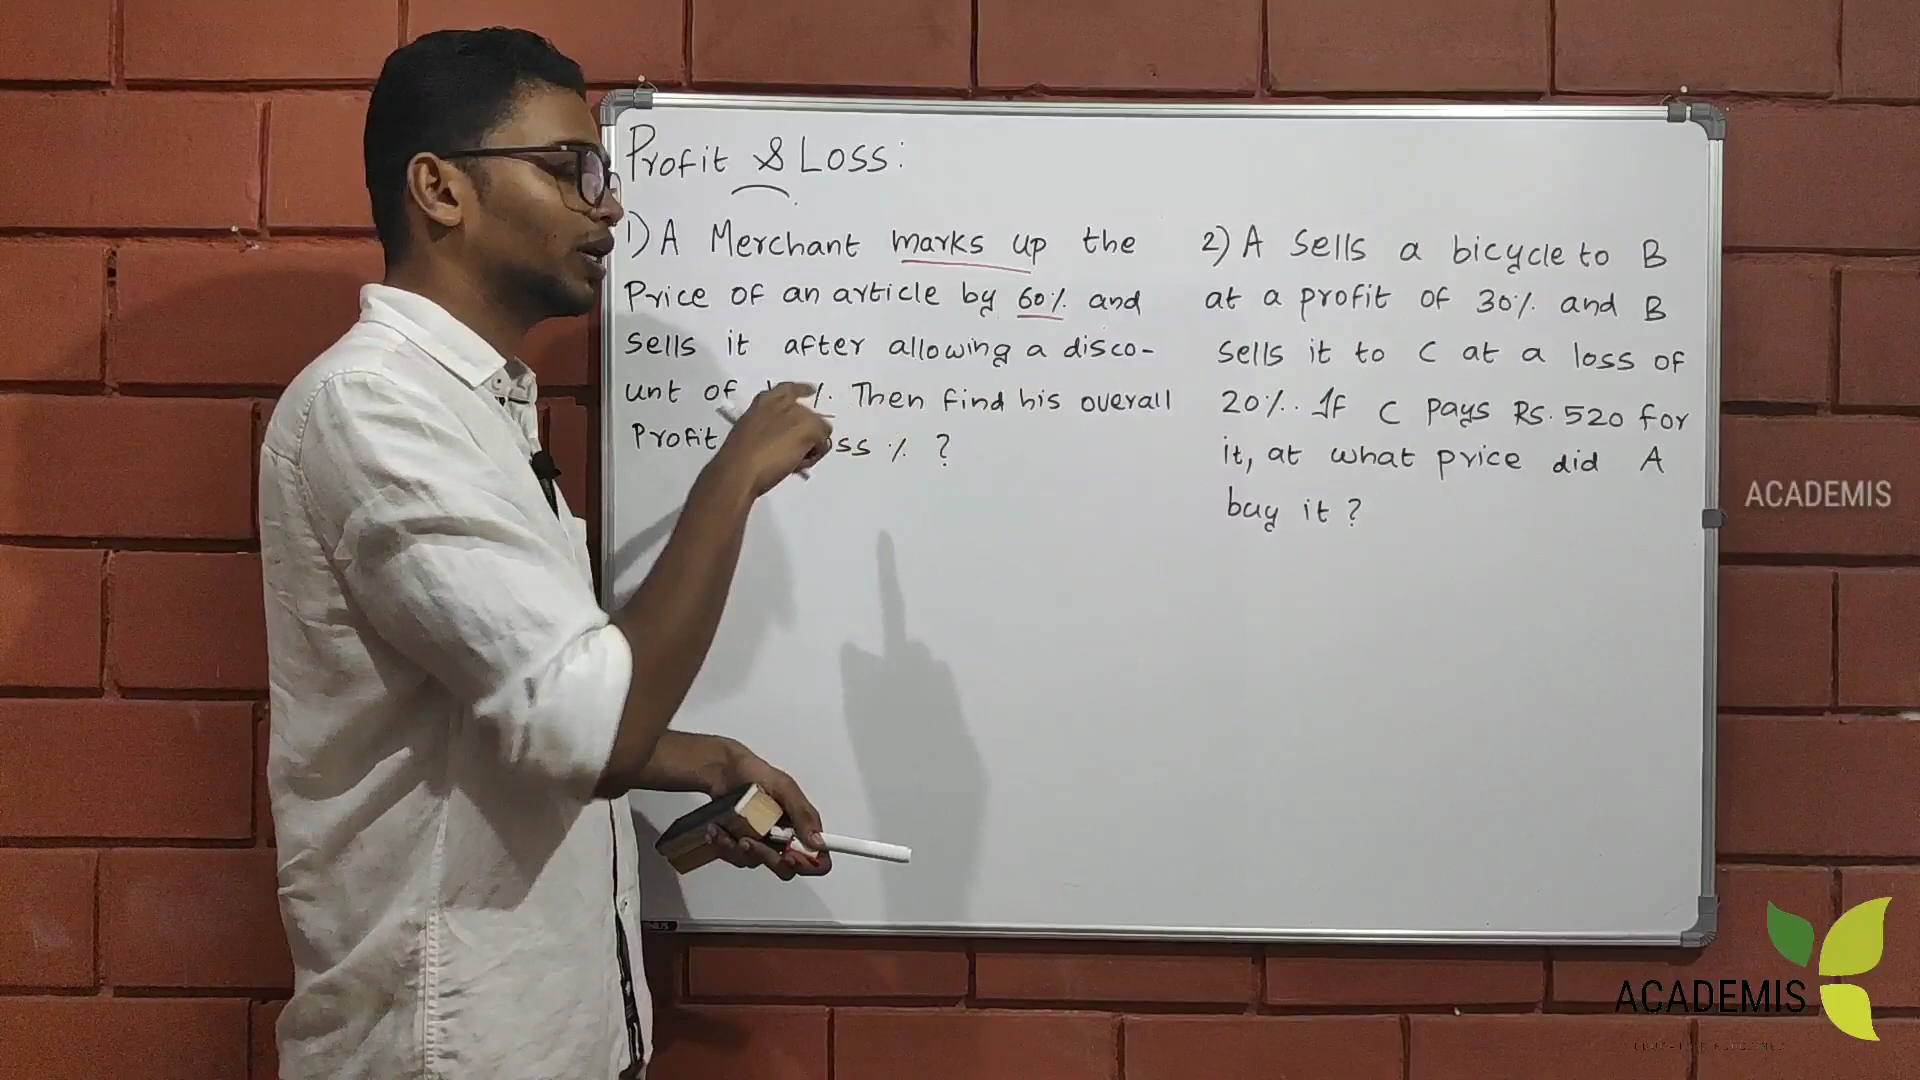 Profit & Loss:
1) A Merchant marks up the
Price of an article by 60% and
sells it after allowing a disco-
unt of %. Then find his overall
Profit % ?
2) A sells a bicycle to B
at a profit of 30% and B
sells it to C at a loss of
20%. If C pays Rs. 520 for
it, at what price did A
buy it ?
ACADEMIS
ACADEMIS